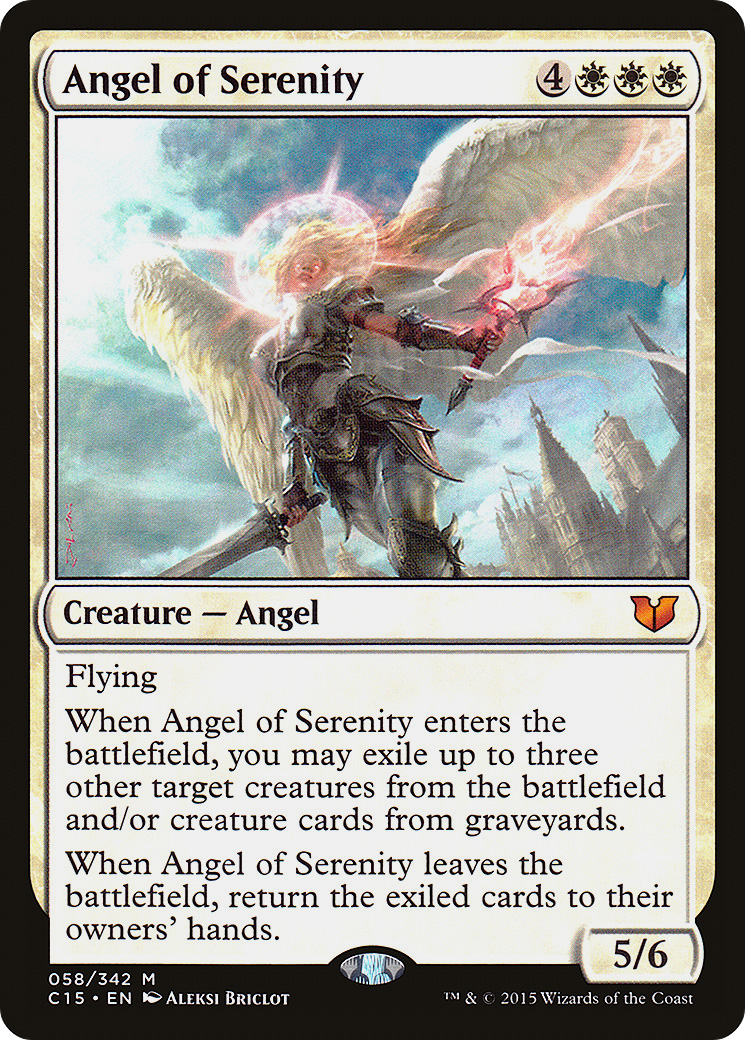 Angel of Serenity 4
Creature — Angel
Flying
When Angel of Serenity enters the
battlefield, you may exile up to three
other target creatures from the battlefield
and/or creature cards from graveyards.
When Angel of Serenity leaves the
battlefield, return the exiled cards to their
owners’ hands.
5/6
058/342 M
C15 • EN Aleksi Briclot
™ & © 2015 Wizards of the Coast